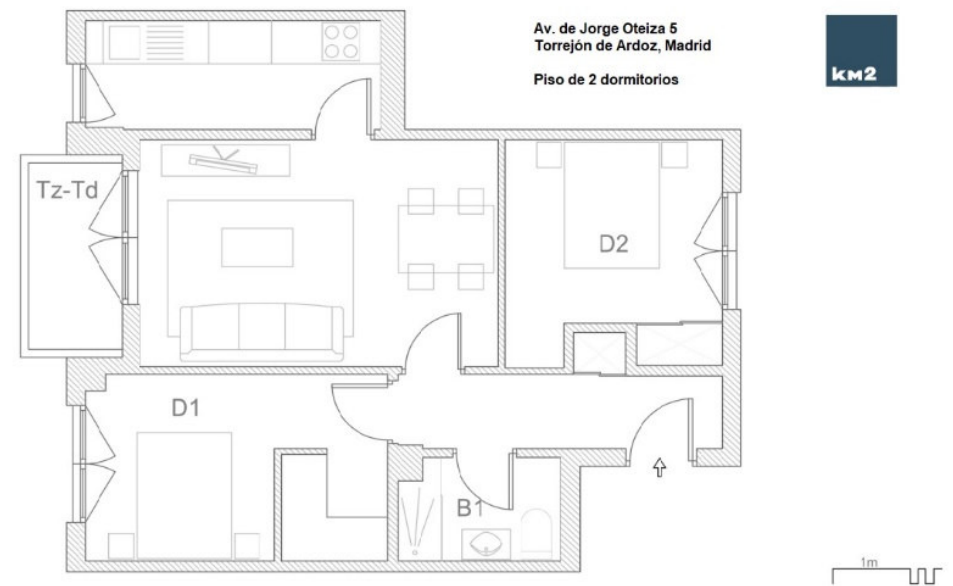 Av. de Jorge Oteiza 5
Torrejón de Ardoz, Madrid
Piso de 2 dormitorios
км2
Tz-Td
D2
D1
B1
1m